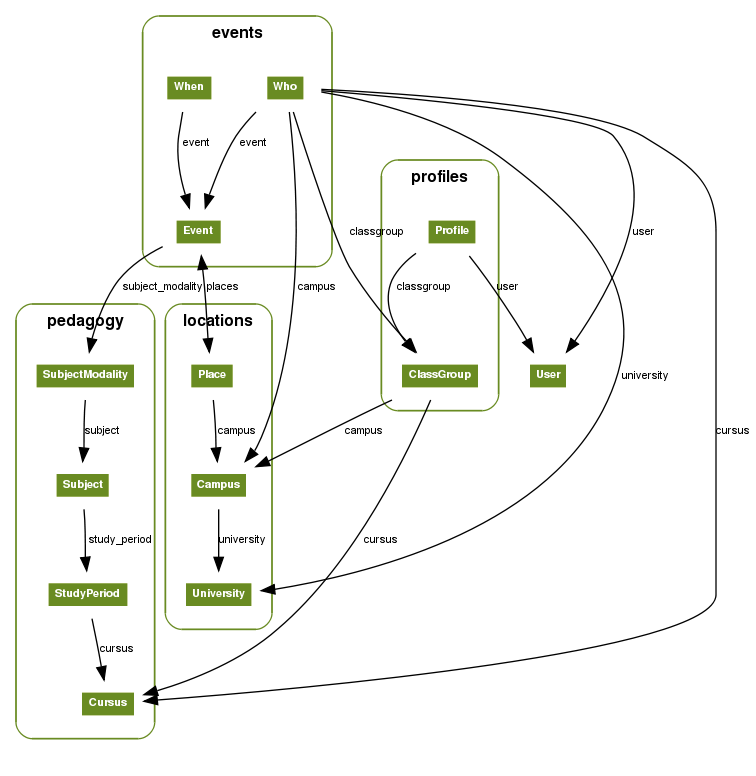 events
When
Who
event
event
profiles
Event
Profile
classgroup
user
subject_modality
places
campus
classgroup
user
pedagogy
locations
SubjectModality
Place
ClassGroup
User
university
subject
campus
campus
cursus
Subject
Campus
study_period
university
cursus
StudyPeriod
University
cursus
Cursus